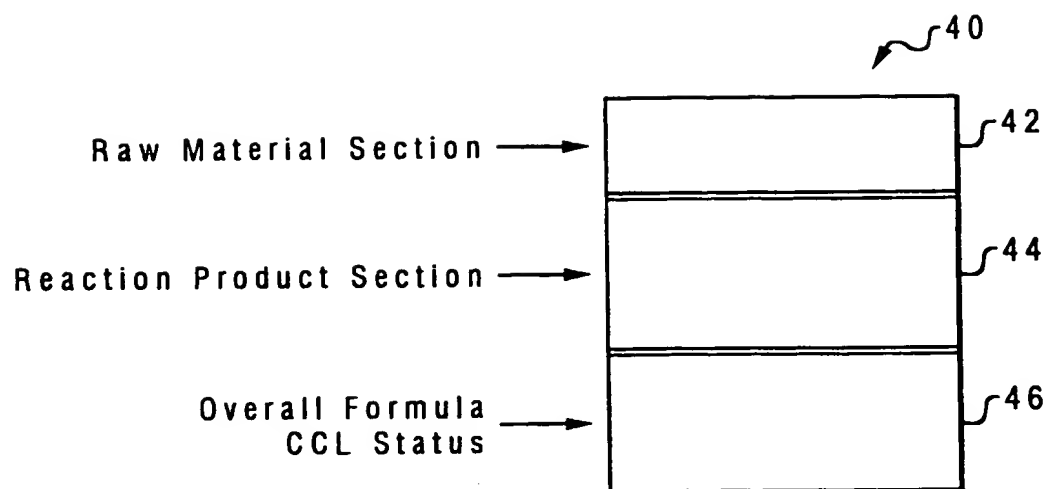 40
Raw Material Section
42
Reaction Product Section
44
Overall Formula
CCL Status
46